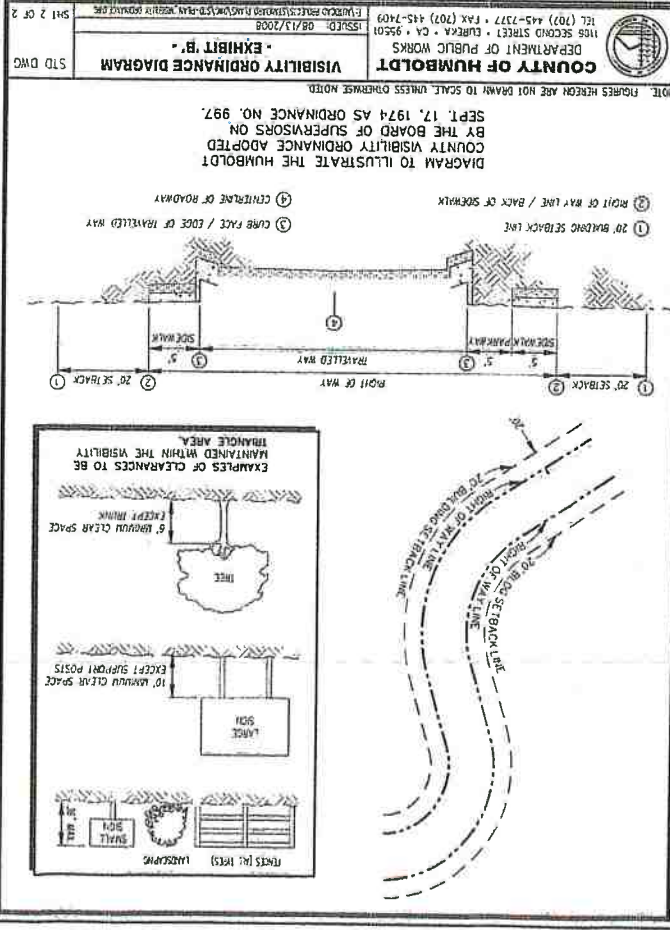 20' BLDG SETBACK LINE
RIGHT OF WAY LINE
20' BUILDING SETBACK LINE
RIGHT OF WAY LINE
20'
FENCES (ALL TYPES)
LANDSCAPING
SMALL
SIGN
MAX
LARGE
SIGN
10' MINIMUM CLEAR SPACE
EXCEPT SUPPORT POSTS
TREE
6' MINIMUM CLEAR SPACE
EXCEPT TRUNK
EXAMPLES OF CLEARANCES TO BE
MAINTAINED WITHIN THE VISIBILITY
TRIANGLE AREA.
1 20' SETBACK 2 RIGHT OF WAY 2 20' SETBACK 1
5' SIDEWALK 5' PARKWAY 3 TRAVELLED WAY 3 5' SIDEWALK
4
1 20' BUILDING SETBACK LINE
2 RIGHT OF WAY LINE / BACK OF SIDEWALK
3 CURB FACE / EDGE OF TRAVELLED WAY
4 CENTERLINE OF ROADWAY
DIAGRAM TO ILLUSTRATE THE HUMBOLDT
COUNTY VISIBILITY ORDINANCE ADOPTED
BY THE BOARD OF SUPERVISORS ON
SEPT. 17, 1974 AS ORDINANCE NO. 997.
NOTE: FIGURES HEREON ARE NOT DRAWN TO SCALE, UNLESS OTHERWISE NOTED.
COUNTY OF HUMBOLDT
DEPARTMENT OF PUBLIC WORKS
1106 SECOND STREET • EUREKA • CA • 95501
TEL (707) 445-7377 • FAX (707) 445-7409
VISIBILITY ORDINANCE DIAGRAM
- EXHIBIT 'B' -
ISSUED: 08/13/2008
STD DWG
SHT 2 OF 2